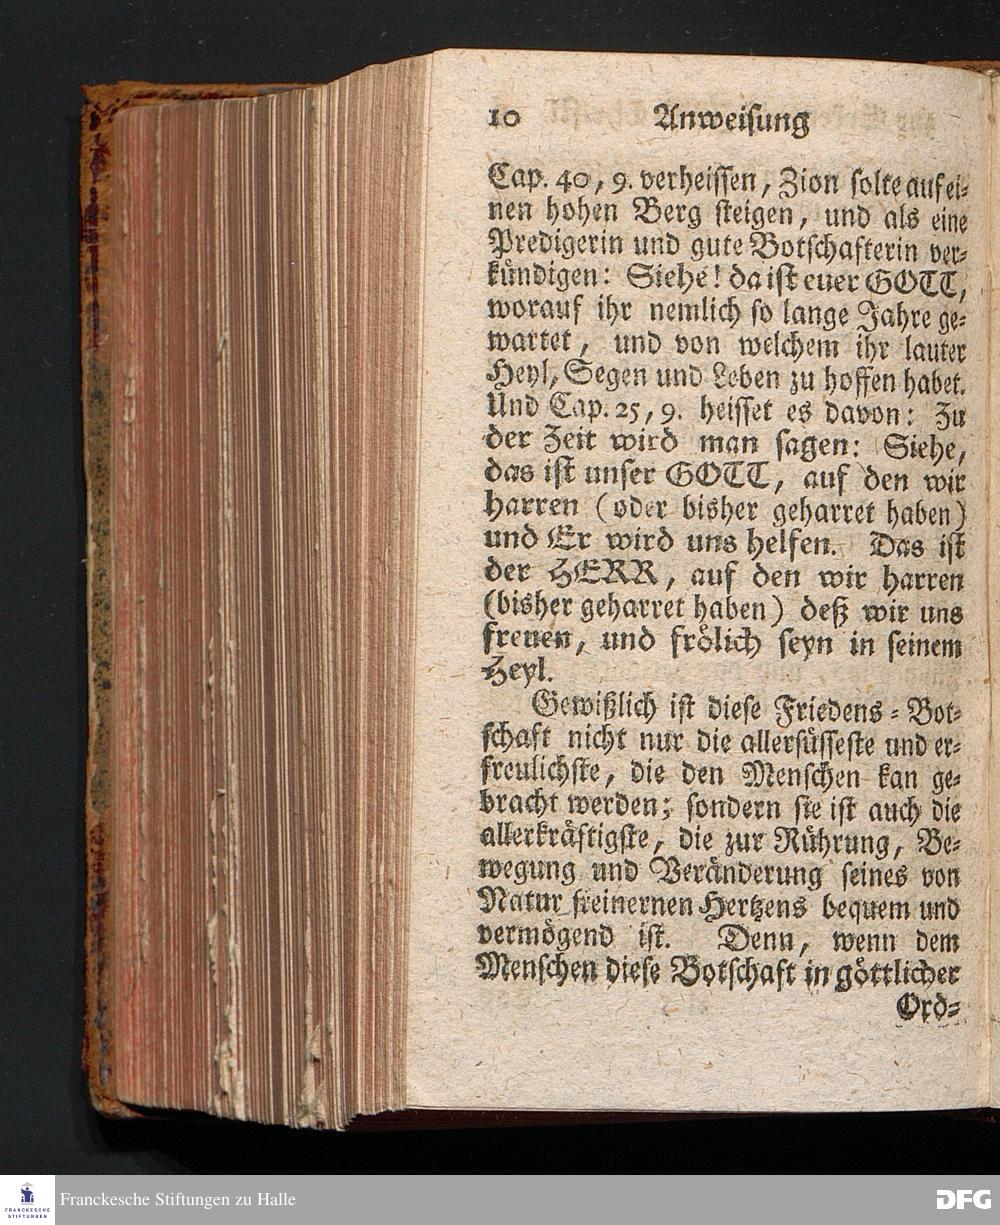 10 Anweisung
Cap. 40, 9. verheissen, Zion solte auf ei-
nen hohen Berg steigen, und als eine
Predigerin und gute Botschafterin ver-
kündigen: Siehe! da ist euer GOTT,
worauf ihr nemlich so lange Jahre ge-
wartet, und von welchem ihr lauter
Heyl, Segen und Leben zu hoffen habet.
Und Cap. 25, 9. heisset es davon: Zu
der Zeit wird man sagen: Siehe,
das ist unser GOTT, auf den wir
harren (oder bisher geharret haben)
und Er wird uns helfen. Das ist
der HERR, auf den wir harren
(bisher geharret haben) deß wir uns
freuen, und frölich seyn in seinem
Heyl.
Gewißlich ist diese Friedens-Bot-
schaft nicht nur die allersüsseste und er-
freulichste, die den Menschen kan ge-
bracht werden; sondern sie ist auch die
allerkräftigste, die zur Rührung, Be-
wegung und Veränderung seines von
Natur steinernen Hertzens bequem und
vermögend ist. Denn, wenn dem
Menschen diese Botschaft in göttlicher
Ord-
FRANCKESCHE
STIFTUNGEN
Franckesche Stiftungen zu Halle
DFG